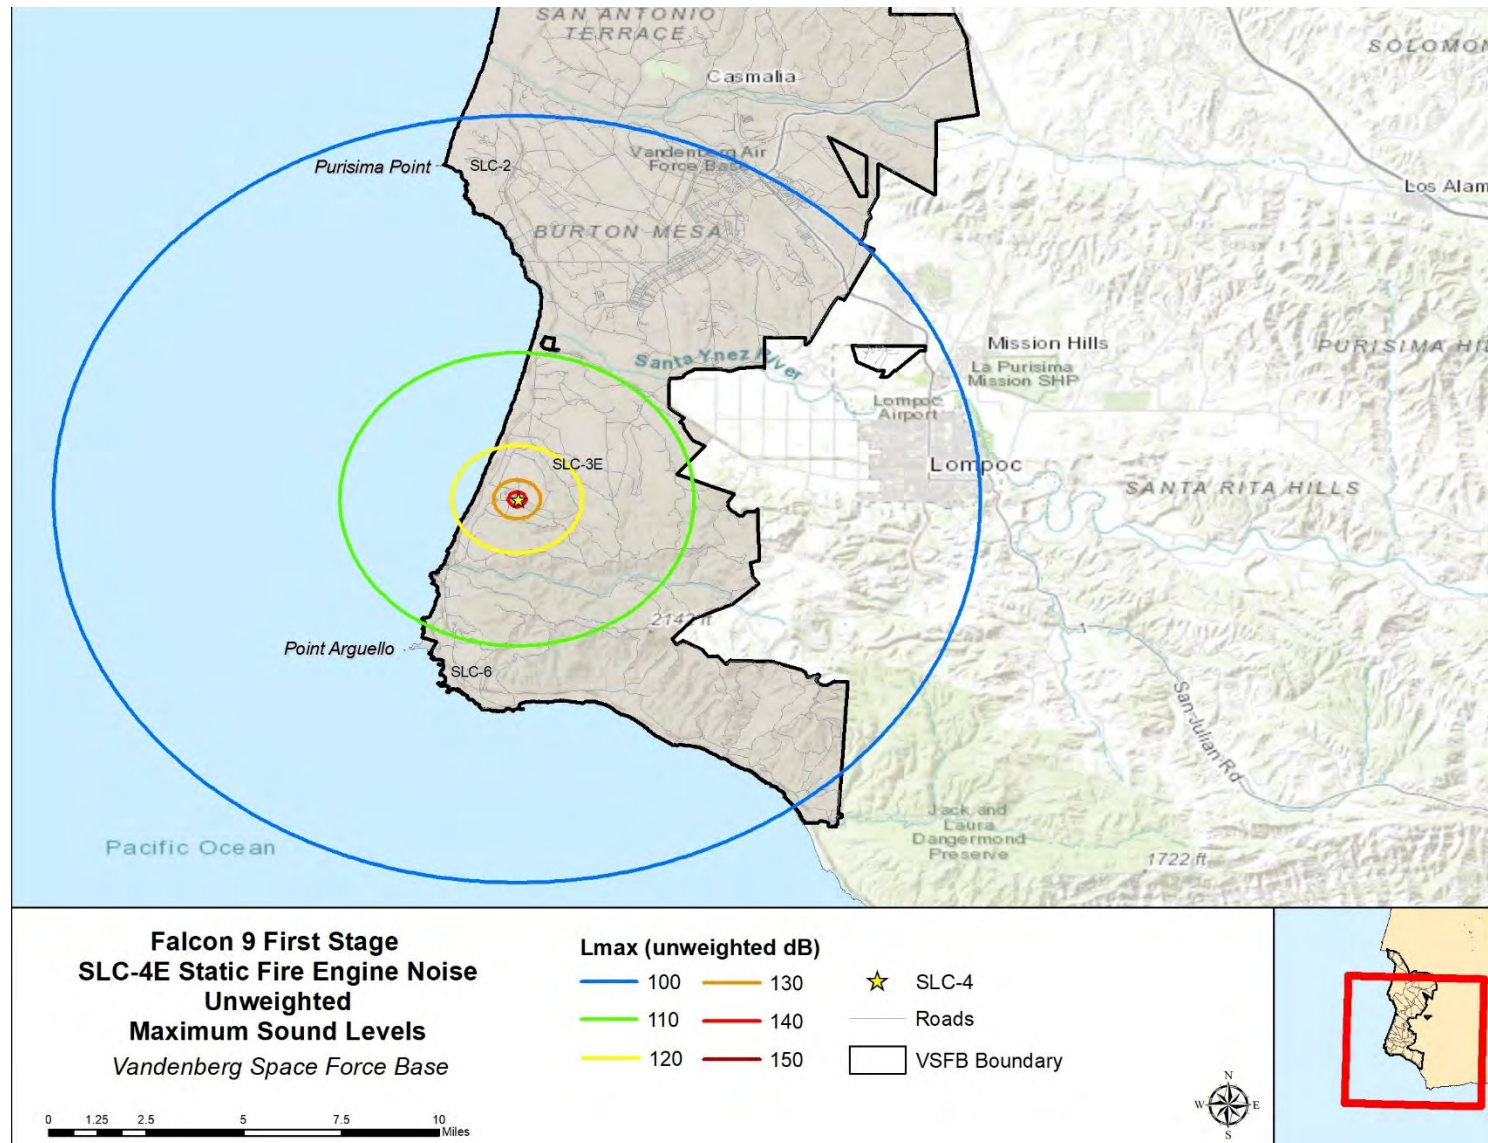 SAN ANTONIO
TERRACE
SOLOMON
Casmalia
Purisima Point
SLC-2
Vandenberg Air
Force Base
Los Alam
BURTON MESA
Santa Ynez River
Mission Hills
PURISIMA HIL
La Purisima
Mission SHP
Lompoc
Airport
SLC-3E
Lompoc
SANTA RITA HILLS
2142 ft
1
Point Arguello
SLC-6
San Julian Rd
Jack and
Laura
Dangermond
Preserve
Pacific Ocean
1722 ft
Falcon 9 First Stage
SLC-4E Static Fire Engine Noise
Unweighted
Maximum Sound Levels
Vandenberg Space Force Base
0 1.25 2.5 5 7.5 10
Miles
Lmax (unweighted dB)
100 130
110 140
120 150
SLC-4
Roads
VSFB Boundary
N
W E
S